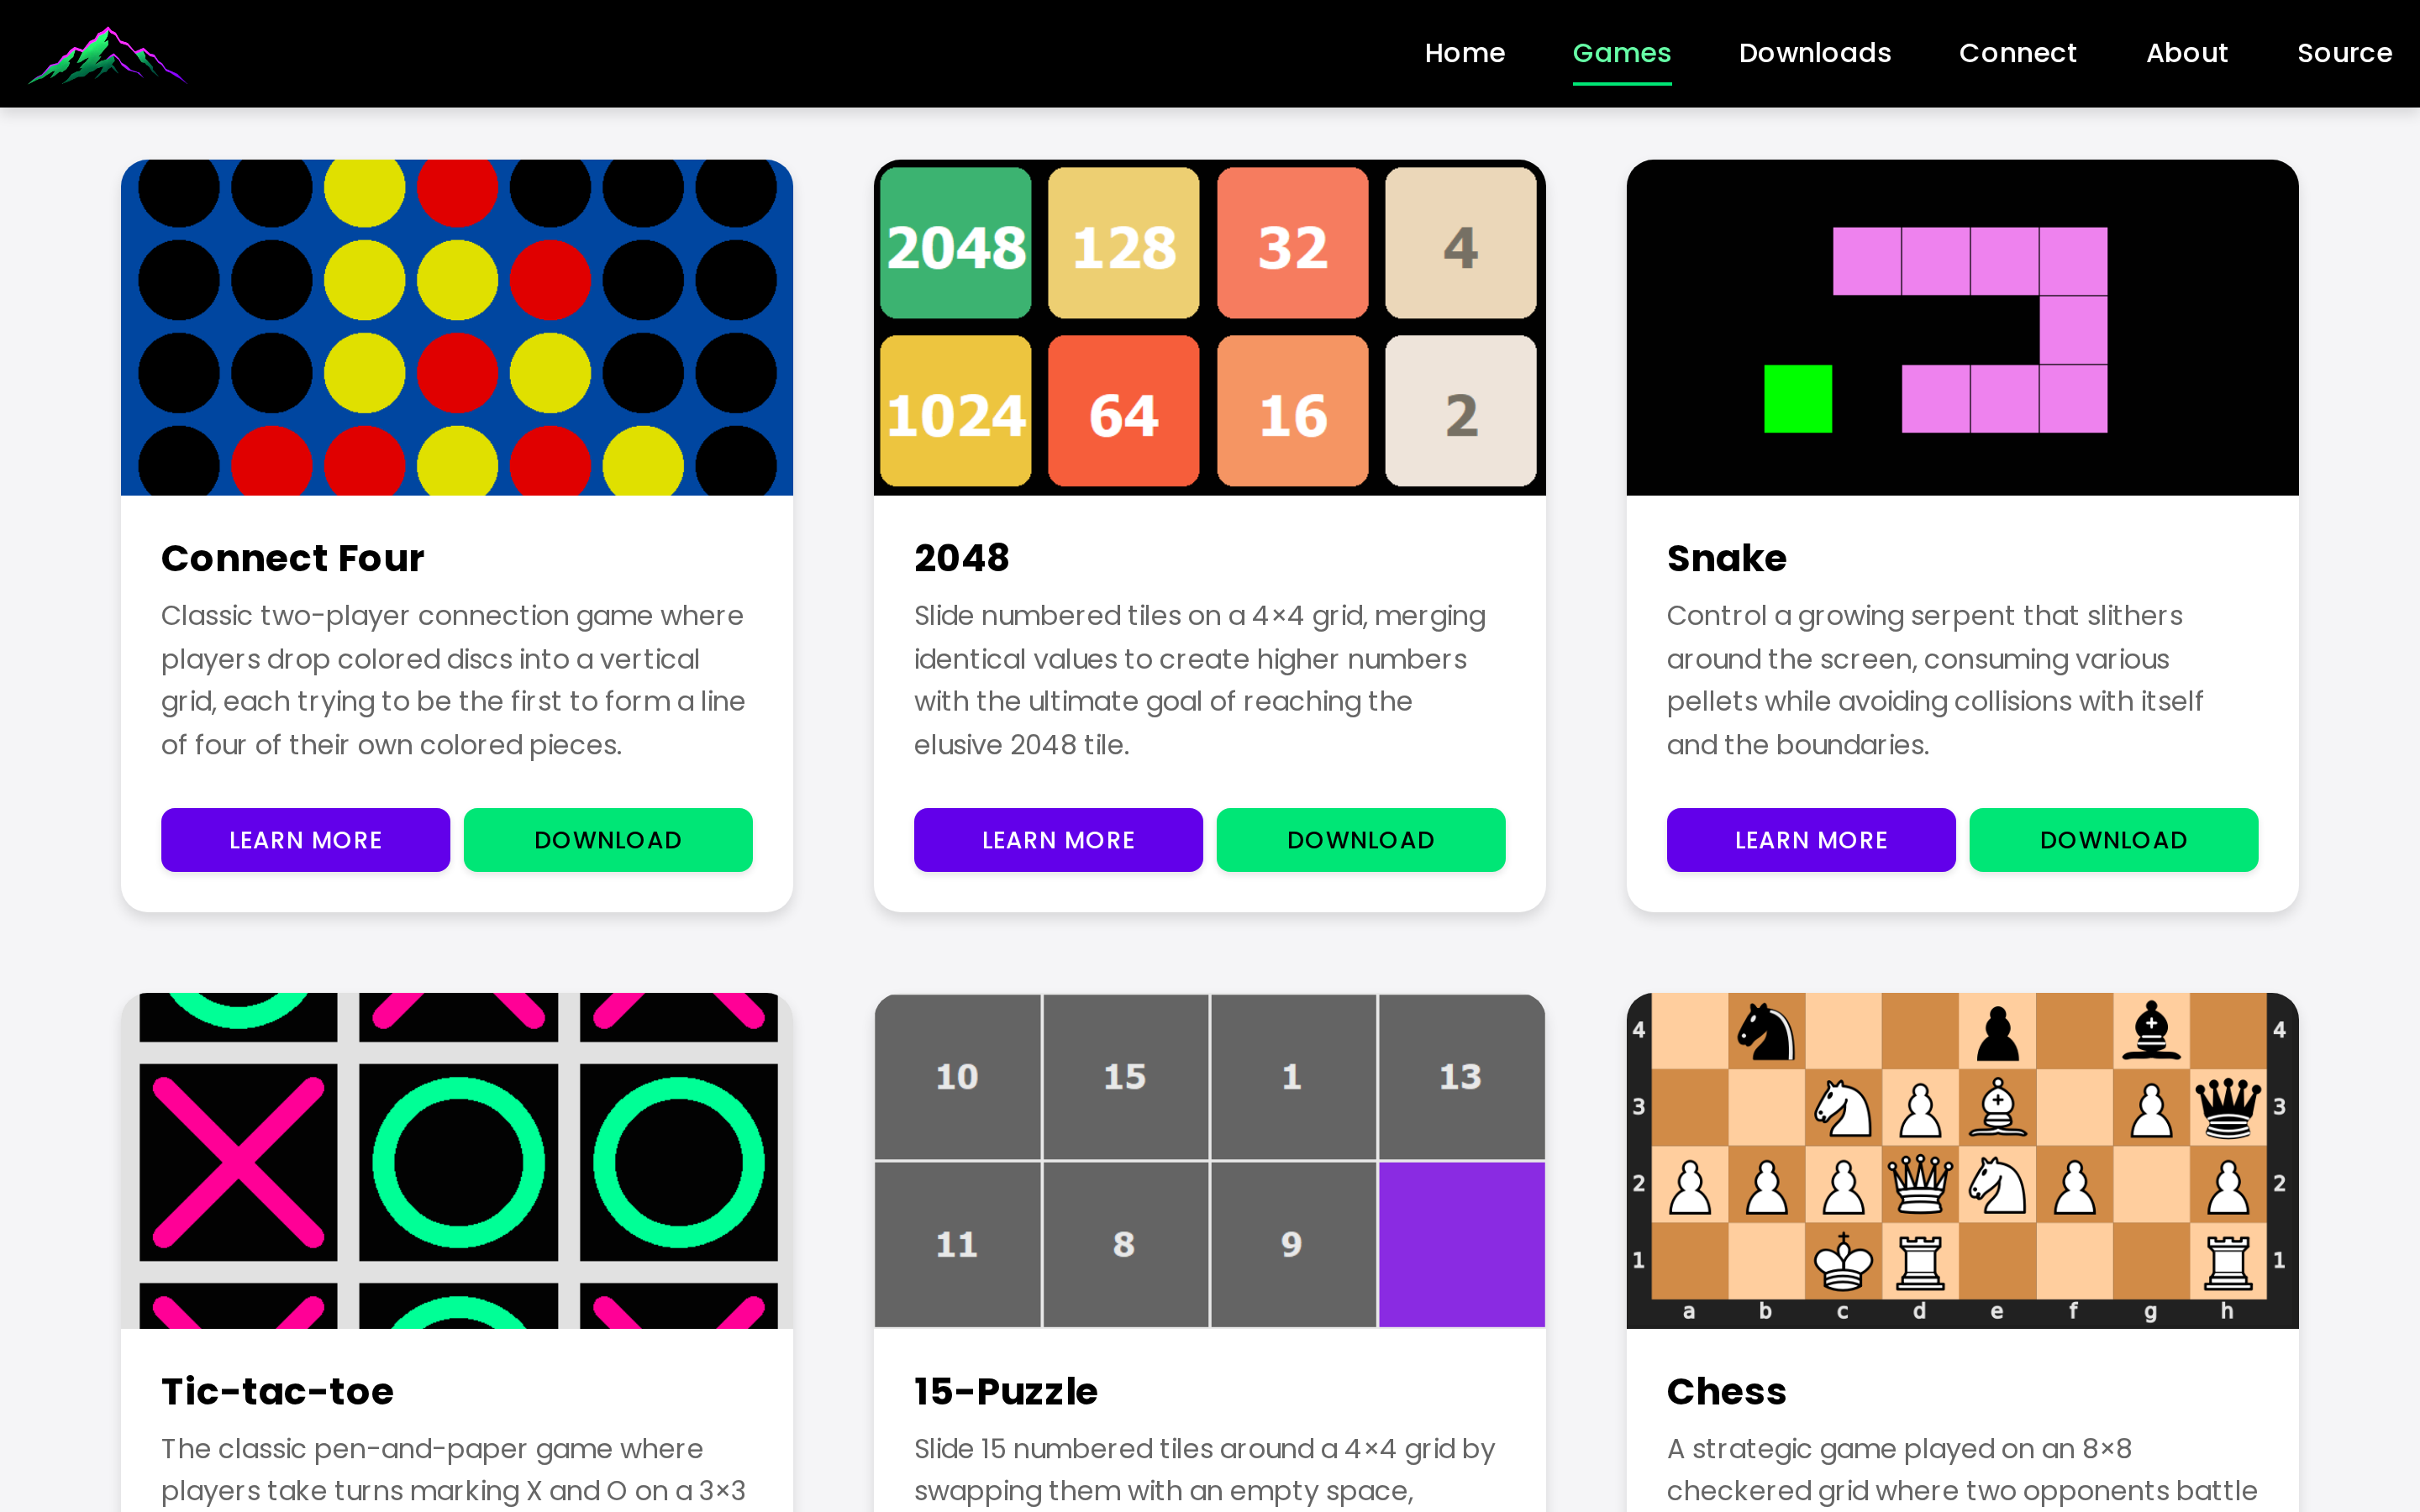 Home Games Downloads Connect About Source
2048 128 32 4
1024 64 16 2
Connect Four
Classic two-player connection game where
players drop colored discs into a vertical
grid, each trying to be the first to form a line
of four of their own colored pieces.
LEARN MORE DOWNLOAD
2048
Slide numbered tiles on a 4×4 grid, merging
identical values to create higher numbers
with the ultimate goal of reaching the
elusive 2048 tile.
LEARN MORE DOWNLOAD
Snake
Control a growing serpent that slithers
around the screen, consuming various
pellets while avoiding collisions with itself
and the boundaries.
LEARN MORE DOWNLOAD
10 15 1 13
11 8 9
4 4
3 3
2 2
1 1
a b c d e f g h
Tic-tac-toe
The classic pen-and-paper game where
players take turns marking X and O on a 3×3
15-Puzzle
Slide 15 numbered tiles around a 4×4 grid by
swapping them with an empty space,
Chess
A strategic game played on an 8×8
checkered grid where two opponents battle